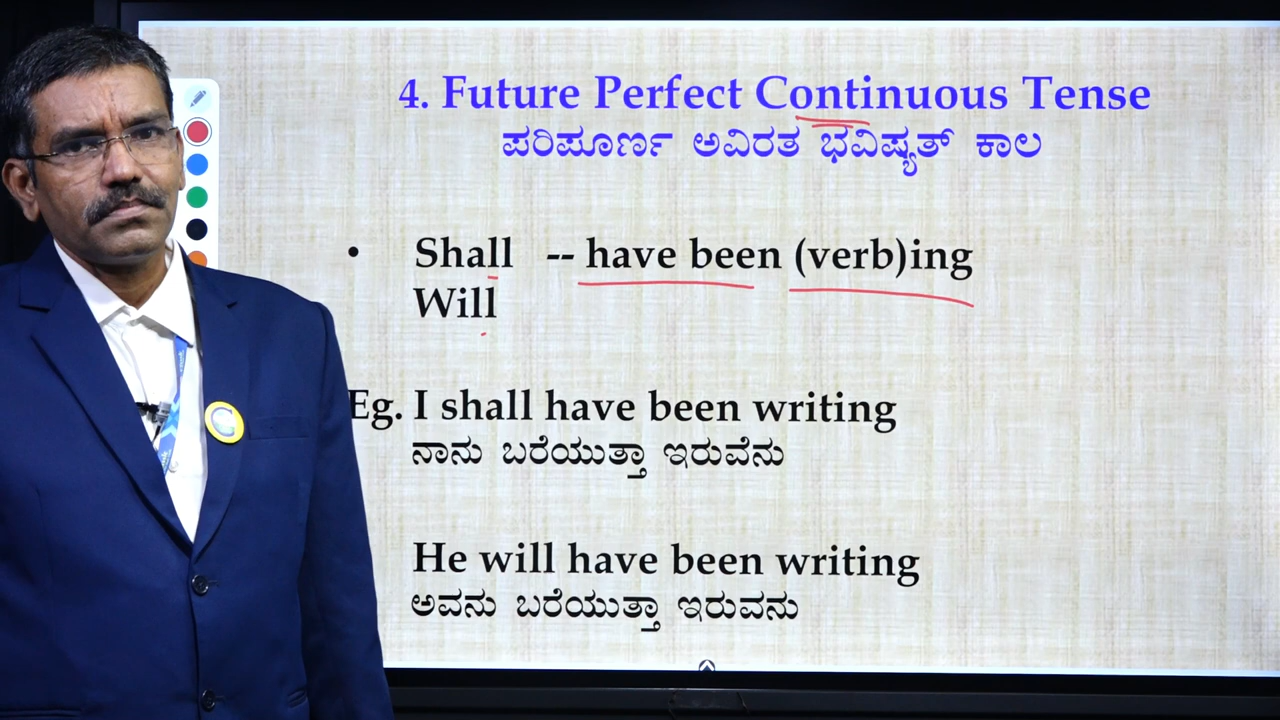 4. Future Perfect Continuous Tense
ಪರಿಪೂರ್ಣ ಅವಿರತ ಭವಿಷ್ಯತ್ ಕಾಲ
• Shall -- have been (verb)ing
Will
Eg. I shall have been writing
ನಾನು ಬರೆಯುತ್ತಾ ಇರುವೆನು
He will have been writing
ಅವನು ಬರೆಯುತ್ತಾ ಇರುವನು